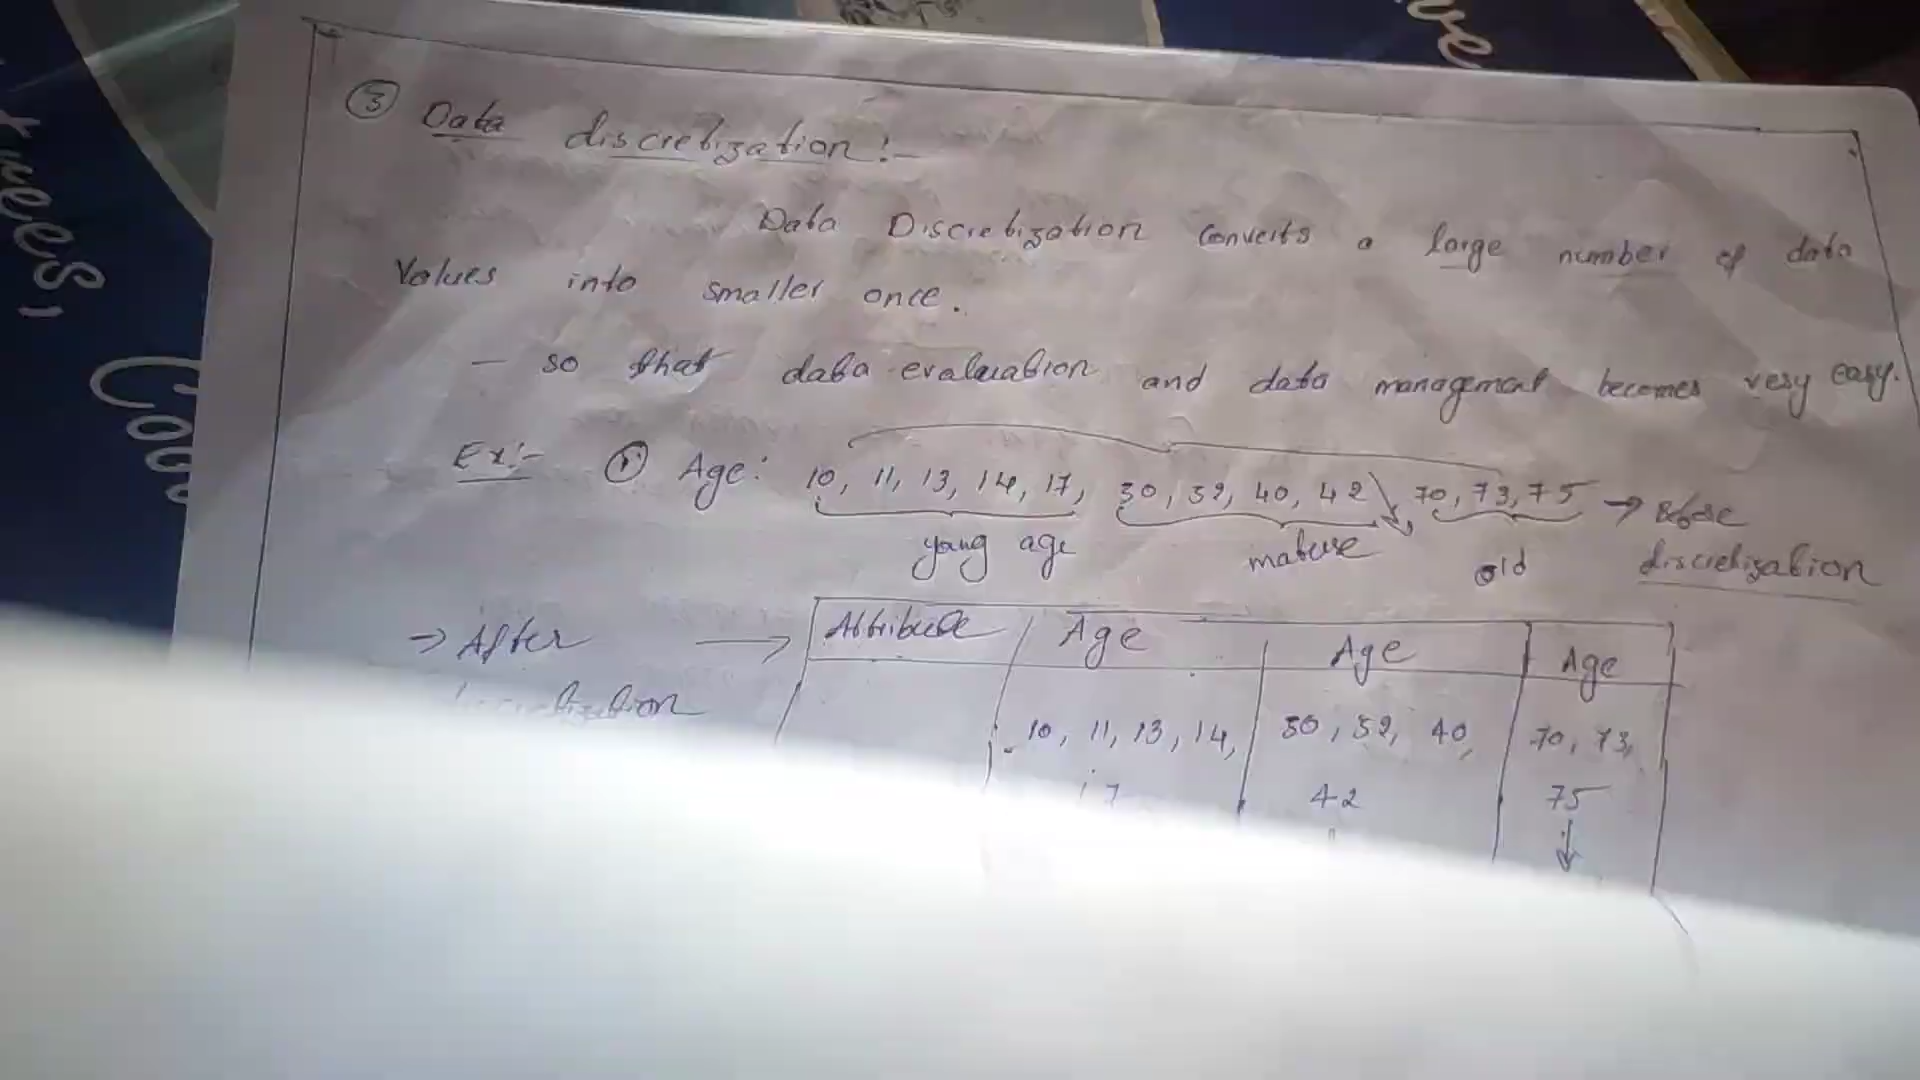 ve
③ Data discretization:-
Data Discretization Converts a large number of data
Values into smaller once.
- so that data evaluation and data management becomes very easy.
Ex:- ① Age: 10, 11, 13, 14, 17, 30, 32, 40, 42, 70, 73, 75 →
yang age mature old discretization
→ After → Attribute Age Age Age
10, 11, 13, 14, 30, 32, 40, 70, 73,
17 42 75
↓